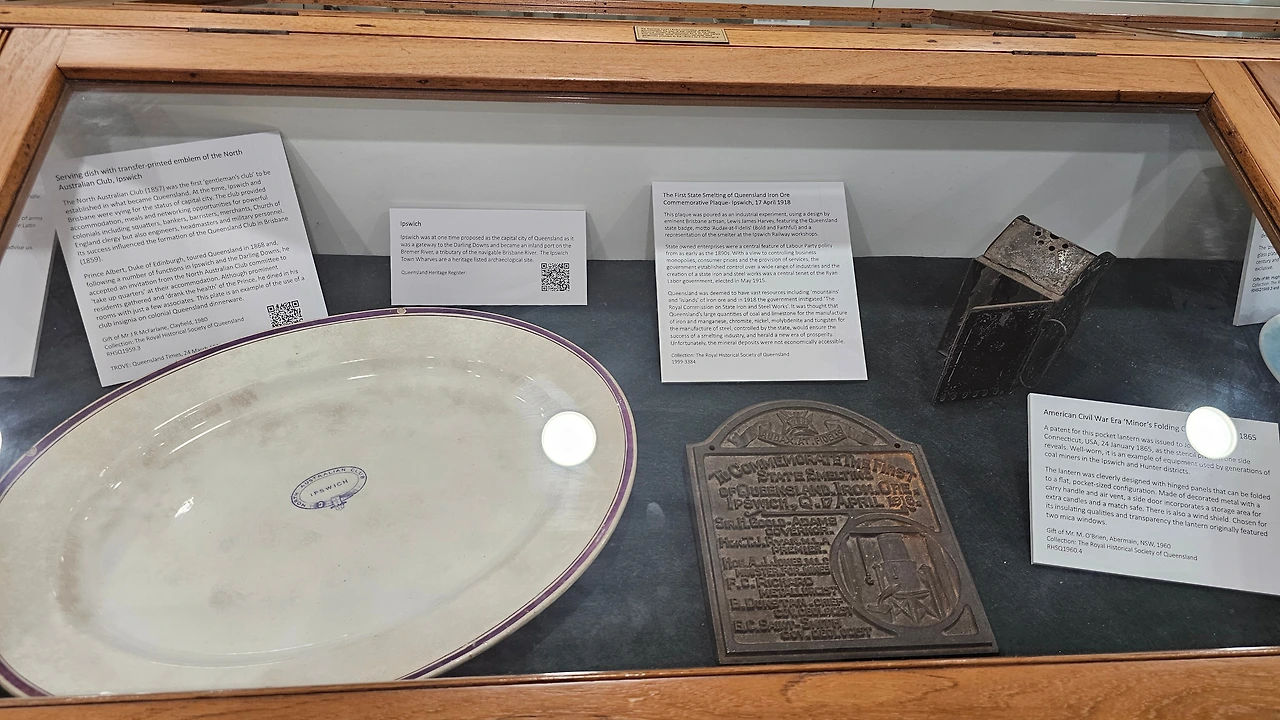 Serving dish with transfer-printed emblem of the North
Australian Club, Ipswich
The North Australian Club (1857) was the first 'gentleman's club' to be
established in what became Queensland. At the time, Ipswich and
Brisbane were vying for the status of capital city. The club provided
accommodation, meals and networking opportunities for powerful
colonials including squatters, bankers, barristers, merchants, Church of
England clergy but also engineers, headmasters and military personnel.
Its success influenced the formation of the Queensland Club in Brisbane
(1859).
Prince Albert, Duke of Edinburgh, toured Queensland in 1868 and,
following a number of functions in Ipswich and the Darling Downs, he
accepted an invitation from the North Australian Club to
'take up quarters' at their accommodation. Although prominent
residents gathered and 'drank the health' of the Prince, he dined in his
rooms with just a few associates. This plate is an example of the use of a
club insignia on colonial dinnerware.
Gift of Mr J R McFarlane, Clayfield, 1980
Collection: The Royal Historical Society of Queensland
RHSQ1959.3
TROVE: Queensland Times, 24 March
Ipswich
Ipswich was at one time proposed as the capital city of Queensland as it
was a gateway to the Darling Downs and became an inland port on the
Bremer River, a tributary of the navigable Brisbane River. The Ipswich
Town Wharves are a heritage listed archaeological site.
Queensland Heritage Register
The First State Smelting of Queensland Iron Ore
Commemorative Plaque- Ipswich, 17 April 1918
This plaque was poured as an industrial experiment, using a design by
eminent Brisbane artisan, Lewis James Harvey, featuring the Queensland
state badge, motto 'Audax-at-Fidelis' (Bold and Faithful) and a
representation of the smelter at the Ipswich Railway workshops.
State owned enterprises were a central feature of Labour Party policy
from as early as the 1890s. With a view to controlling business
monopolies, consumer prices and the provision of services, the
government established control over a wide range of industries and the
creation of a state iron and steel works was a central tenet of the Ryan
Labor government, elected in May 1915.
Queensland was deemed to have vast resources including 'mountains
and 'islands' of iron ore and in 1918 the government instigated 'The
Royal Commission on State Iron and Steel Works'. It was thought that
Queensland's large quantities of coal and limestone for the manufacture
of iron and manganese, chromite, nickel, molybdenite and tungsten for
the manufacture of steel, controlled by the state, would ensure the
success of a smelting industry, and herald a new era of prosperity.
Unfortunately, the mineral deposits were not economically accessible.
Collection: The Royal Historical Society of Queensland
1999-3384
American Civil War Era 'Minor's Folding 1865
A patent for this pocket lantern was issued to one side
Connecticut, USA, 24 January 1865, as the stencil
reveals. Well-worn, it is an example of equipment used by generations of
coal miners in the Ipswich and Hunter districts.
The lantern was cleverly designed with hinged panels that can be folded
to a flat, pocket-sized configuration. Made of decorated metal with a
carry handle and air vent, a side door incorporates a storage area for
extra candles and a match safe. There is also a wind shield. Chosen for
its insulating qualities and transparency the lantern originally featured
two mica windows.
Gift of Mr. M. O'Brien, Abermain, NSW, 1960
Collection: The Royal Historical Society of Queensland
RHSQ1960.4
NORTH AUSTRALIAN CLUB
IPSWICH
AUDAX AT FIDELIS
TO COMMEMORATE THE FIRST
STATE SMELTING
OF QUEENSLAND IRON ORE
IPSWICH, Q. 17 APRIL 1918
GOVERNOR.
PREMIER.
METALLURGIST
GOV. GEOLOGIST